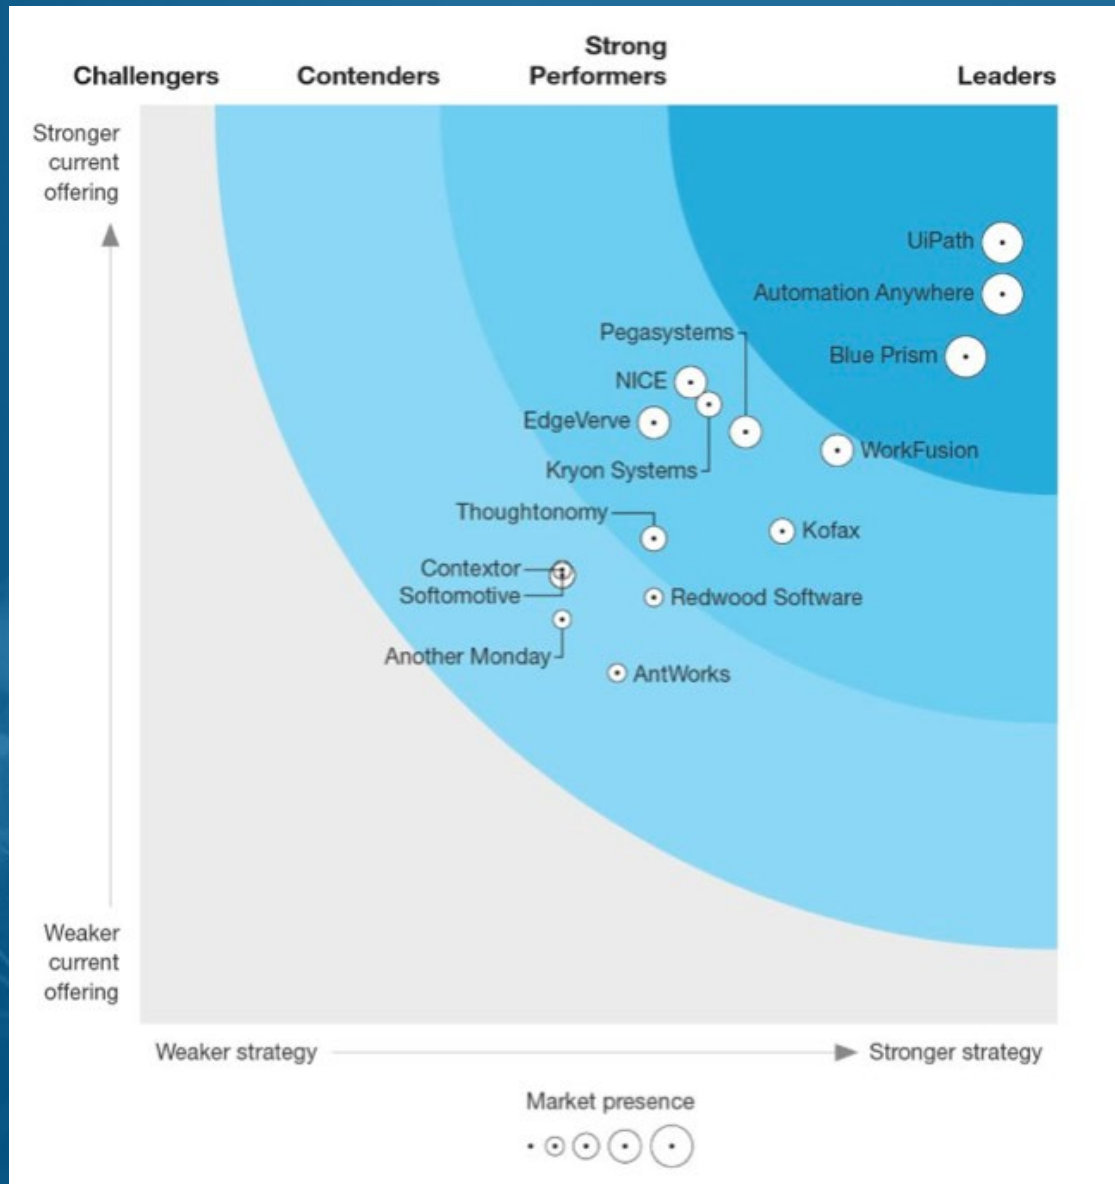 Challengers
Contenders
Strong
Performers
Leaders
Stronger
current
offering
UiPath
Automation Anywhere
Pegasystems
Blue Prism
NICE
EdgeVerve
WorkFusion
Kryon Systems
Thoughtonomy
Kofax
Contextor
Softomotive
Redwood Software
Another Monday
AntWorks
Weaker
current
offering
Weaker strategy
Stronger strategy
Market presence